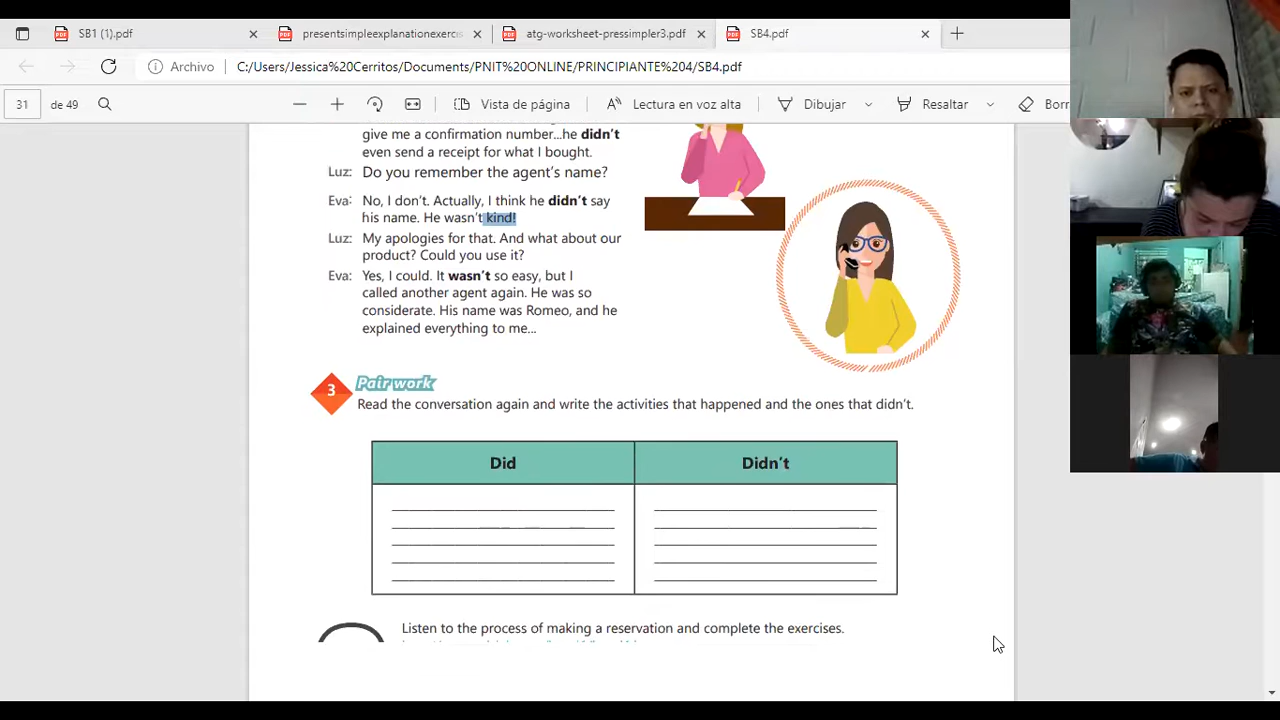 SB1 (1).pdf
presentsimpleexplanationexercis
atg-worksheet-pressimpler3.pdf
SB4.pdf
Archivo
C:/Users/Jessica%20Cerritos/Documents/PNIT%20ONLINE/PRINCIPIANTE%204/SB4.pdf
31 de 49
Vista de página
Lectura en voz alta
Dibujar
Resaltar
Borr
give me a confirmation number...he didn't
even send a receipt for what I bought.
Luz: Do you remember the agent's name?
Eva: No, I don't. Actually, I think he didn't say
his name. He wasn't kind!
Luz: My apologies for that. And what about our
product? Could you use it?
Eva: Yes, I could. It wasn't so easy, but I
called another agent again. He was so
considerate. His name was Romeo, and he
explained everything to me...
3 Pair work
Read the conversation again and write the activities that happened and the ones that didn't.
Did
Didn't
Listen to the process of making a reservation and complete the exercises.